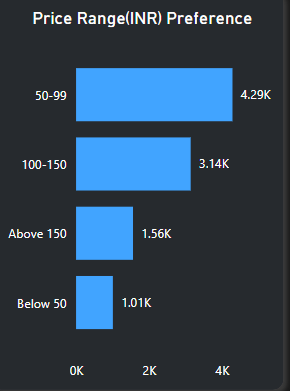 Price Range(INR) Preference
50-99 4.29K
100-150 3.14K
Above 150 1.56K
Below 50 1.01K
0K 2K 4K